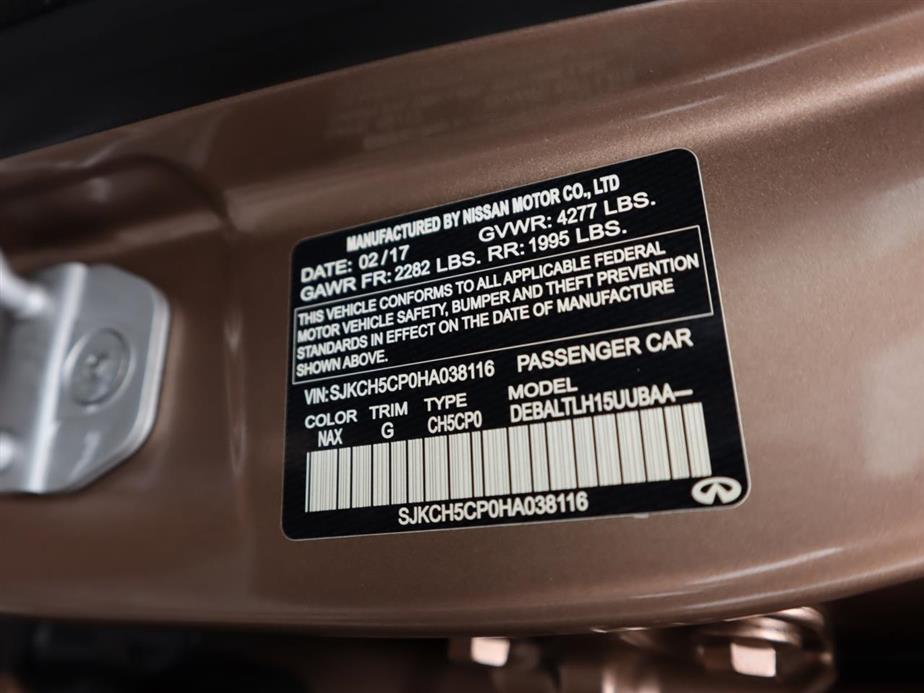 MANUFACTURED BY NISSAN MOTOR CO., LTD
DATE: 02/17 GVWR: 4277 LBS.
GAWR FR: 2282 LBS. RR: 1995 LBS.
THIS VEHICLE CONFORMS TO ALL APPLICABLE FEDERAL
MOTOR VEHICLE SAFETY, BUMPER AND THEFT PREVENTION
STANDARDS IN EFFECT ON THE DATE OF MANUFACTURE
SHOWN ABOVE.
VIN: SJKCH5CP0HA038116 PASSENGER CAR
COLOR TRIM TYPE MODEL
NAX G CH5CP0 DEBALTLH15UUBAA—
SJKCH5CP0HA038116